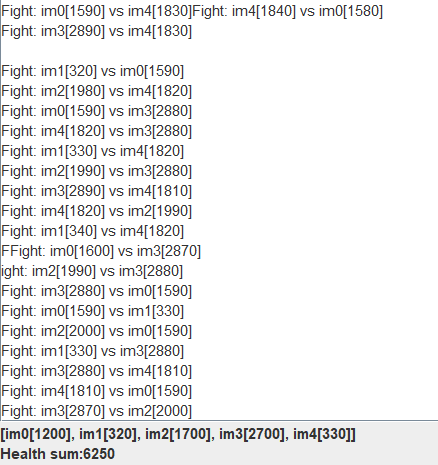 Fight: im0[1590] vs im4[1830]Fight: im4[1840] vs im0[1580]
Fight: im3[2890] vs im4[1830]
Fight: im1[320] vs im0[1590]
Fight: im2[1980] vs im4[1820]
Fight: im0[1590] vs im3[2880]
Fight: im4[1820] vs im3[2880]
Fight: im1[330] vs im4[1820]
Fight: im2[1990] vs im3[2880]
Fight: im3[2890] vs im4[1810]
Fight: im4[1820] vs im2[1990]
Fight: im1[340] vs im4[1820]
FFight: im0[1600] vs im3[2870]
ight: im2[1990] vs im3[2880]
Fight: im3[2880] vs im0[1590]
Fight: im0[1590] vs im1[330]
Fight: im2[2000] vs im0[1590]
Fight: im1[330] vs im3[2880]
Fight: im3[2880] vs im4[1810]
Fight: im4[1810] vs im0[1590]
Fight: im3[2870] vs im2[2000]
[im0[1200], im1[320], im2[1700], im3[2700], im4[330]]
Health sum:6250